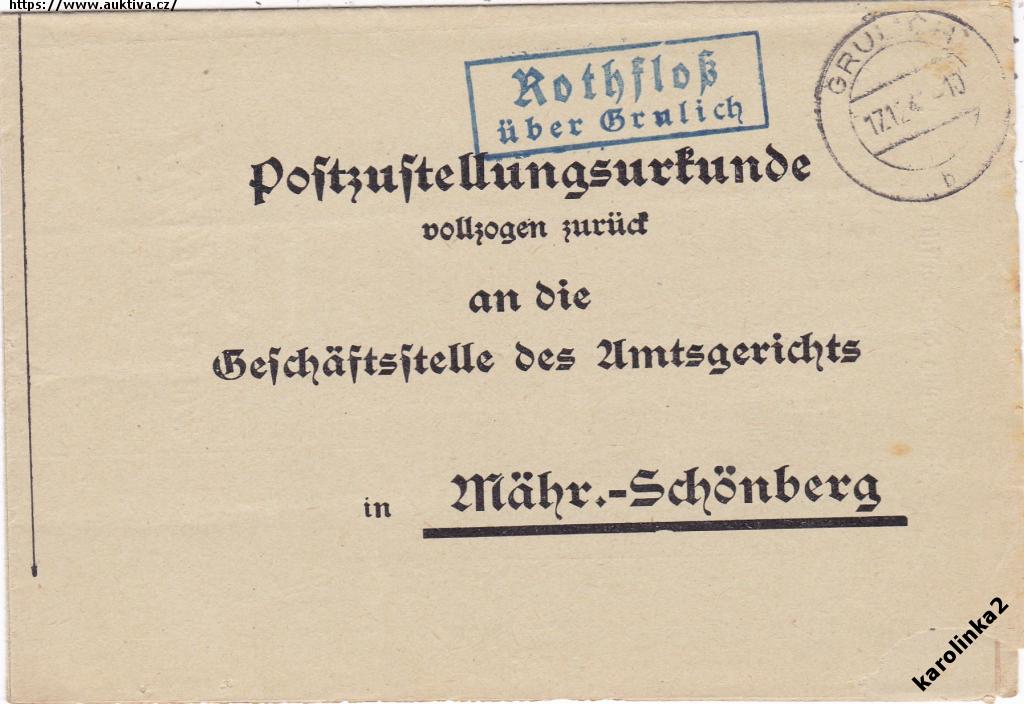 https://www.auktiva.cz/
Rothfloß
über Grulich
GRULICH
b
Postzustellungsurkunde
vollzogen zurück
an die
Geschäftsstelle des Amtsgerichts
in Mähr.-Schönberg
karolinka2